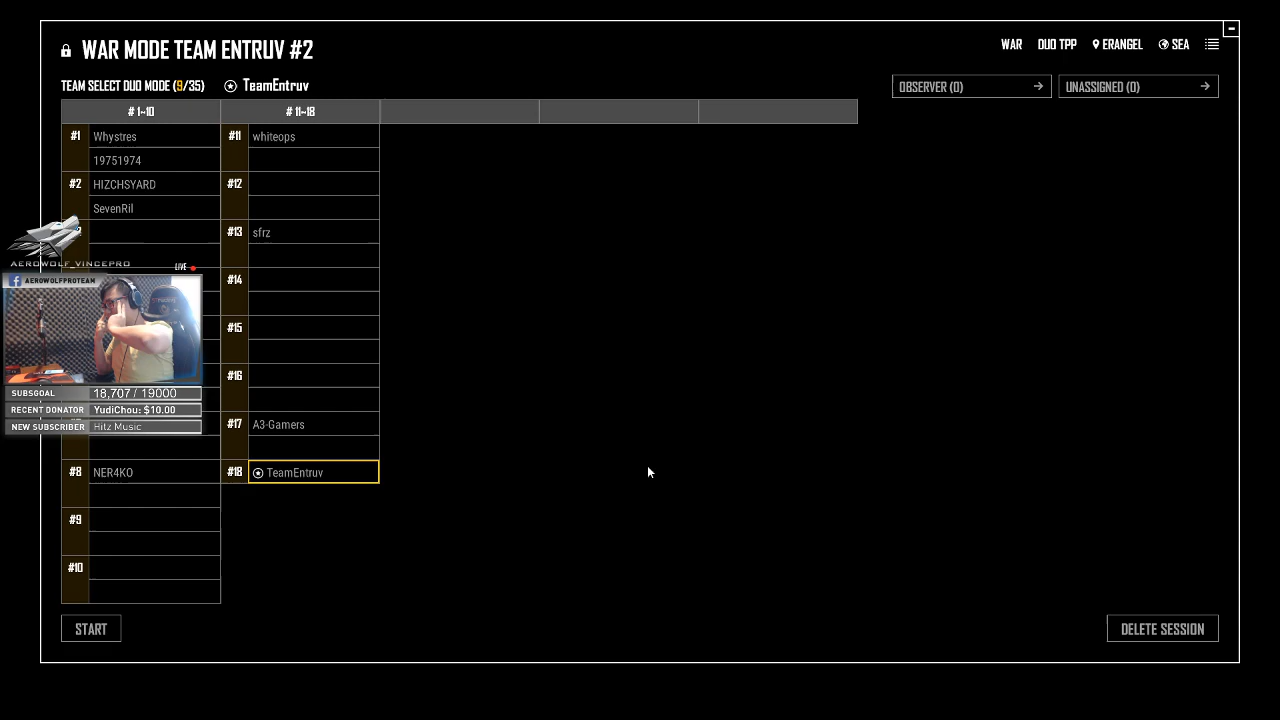 WAR MODE TEAM ENTRUV #2
WAR DUO TPP ERANGEL SEA
TEAM SELECT DUO MODE (9/35) TeamEntruv
OBSERVER (0) UNASSIGNED (0)
# 1~10 # 11~18
#1 Whystres #11 whiteops
19751974
#2 HIZCHSYARD #12
SevenRil
#13 sfrz
AEROWOLF_VINCEPRO
LIVE
AEROWOLFPROTEAM
#14
#15
#16
SUBSGOAL 18,707 / 19000
RECENT DONATOR YudiChou: $10.00
NEW SUBSCRIBER Hitz Music
#17 A3-Gamers
#8 NER4KO #18 TeamEntruv
#9
#10
START DELETE SESSION